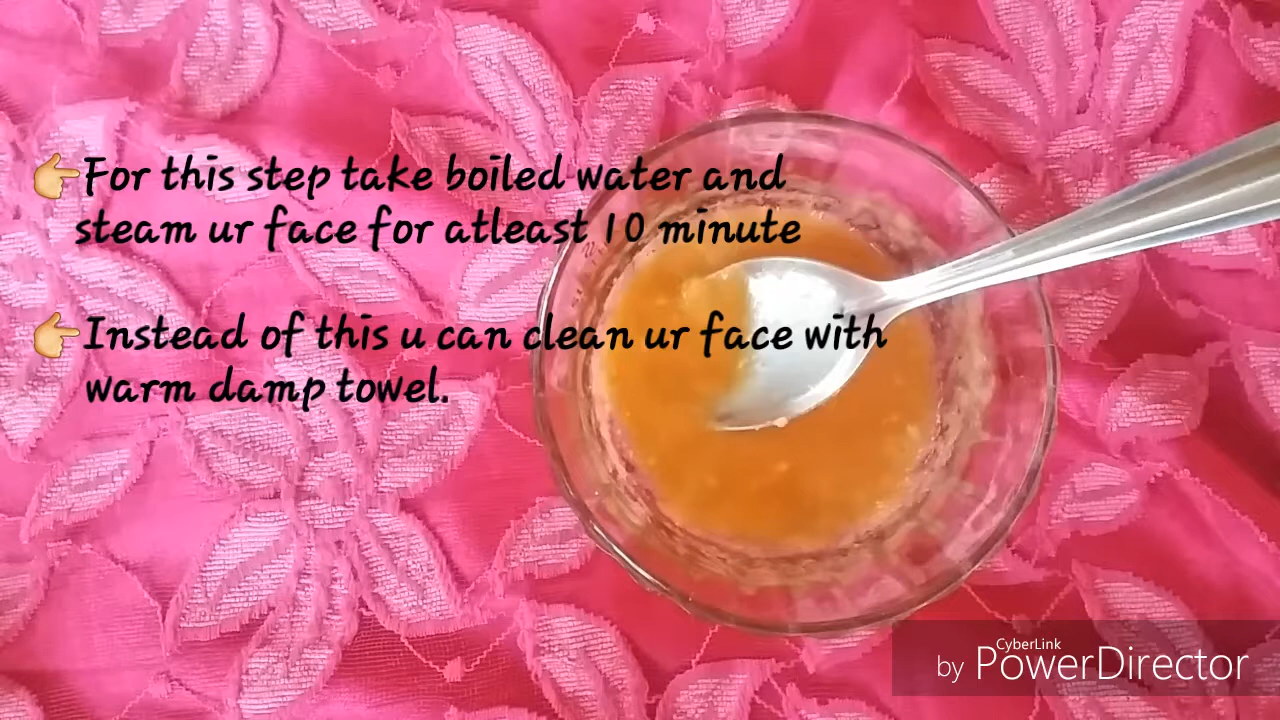 👉For this step take boiled water and
steam ur face for atleast 10 minute
👉Instead of this u can clean ur face with
warm damp towel.
CyberLink
by PowerDirector